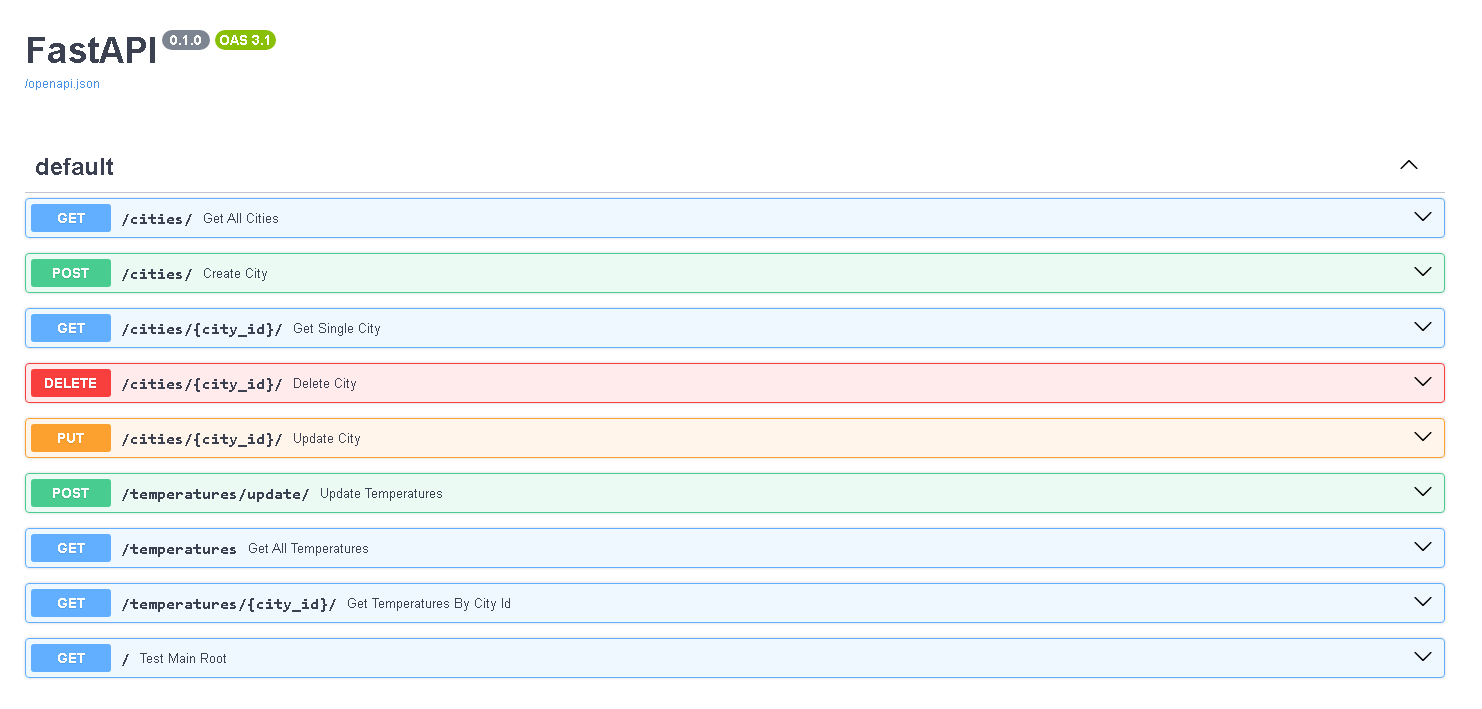 FastAPI 0.1.0 OAS 3.1
/openapi.json
default
GET /cities/ Get All Cities
POST /cities/ Create City
GET /cities/{city_id}/ Get Single City
DELETE /cities/{city_id}/ Delete City
PUT /cities/{city_id}/ Update City
POST /temperatures/update/ Update Temperatures
GET /temperatures Get All Temperatures
GET /temperatures/{city_id}/ Get Temperatures By City Id
GET / Test Main Root